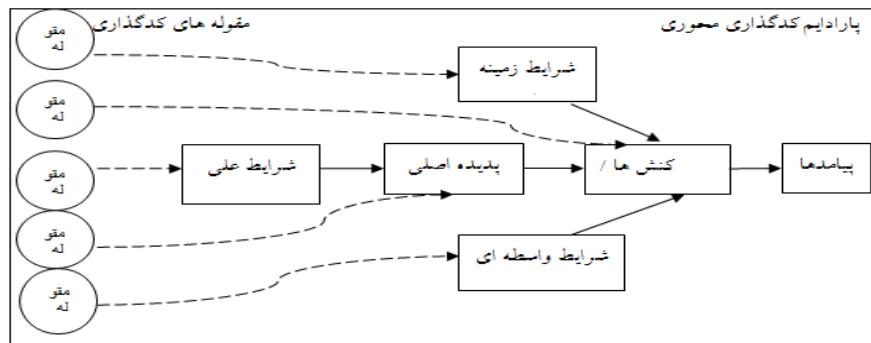 پارادایم کدگذاری محوری
مقوله های کدگذاری
مقو
له
شرایط زمینه
مقو
له
مقو
له
شرایط علی
پدیده اصلی
کنش ها /
پیامدها
مقو
له
شرایط واسطه ای
مقو
له